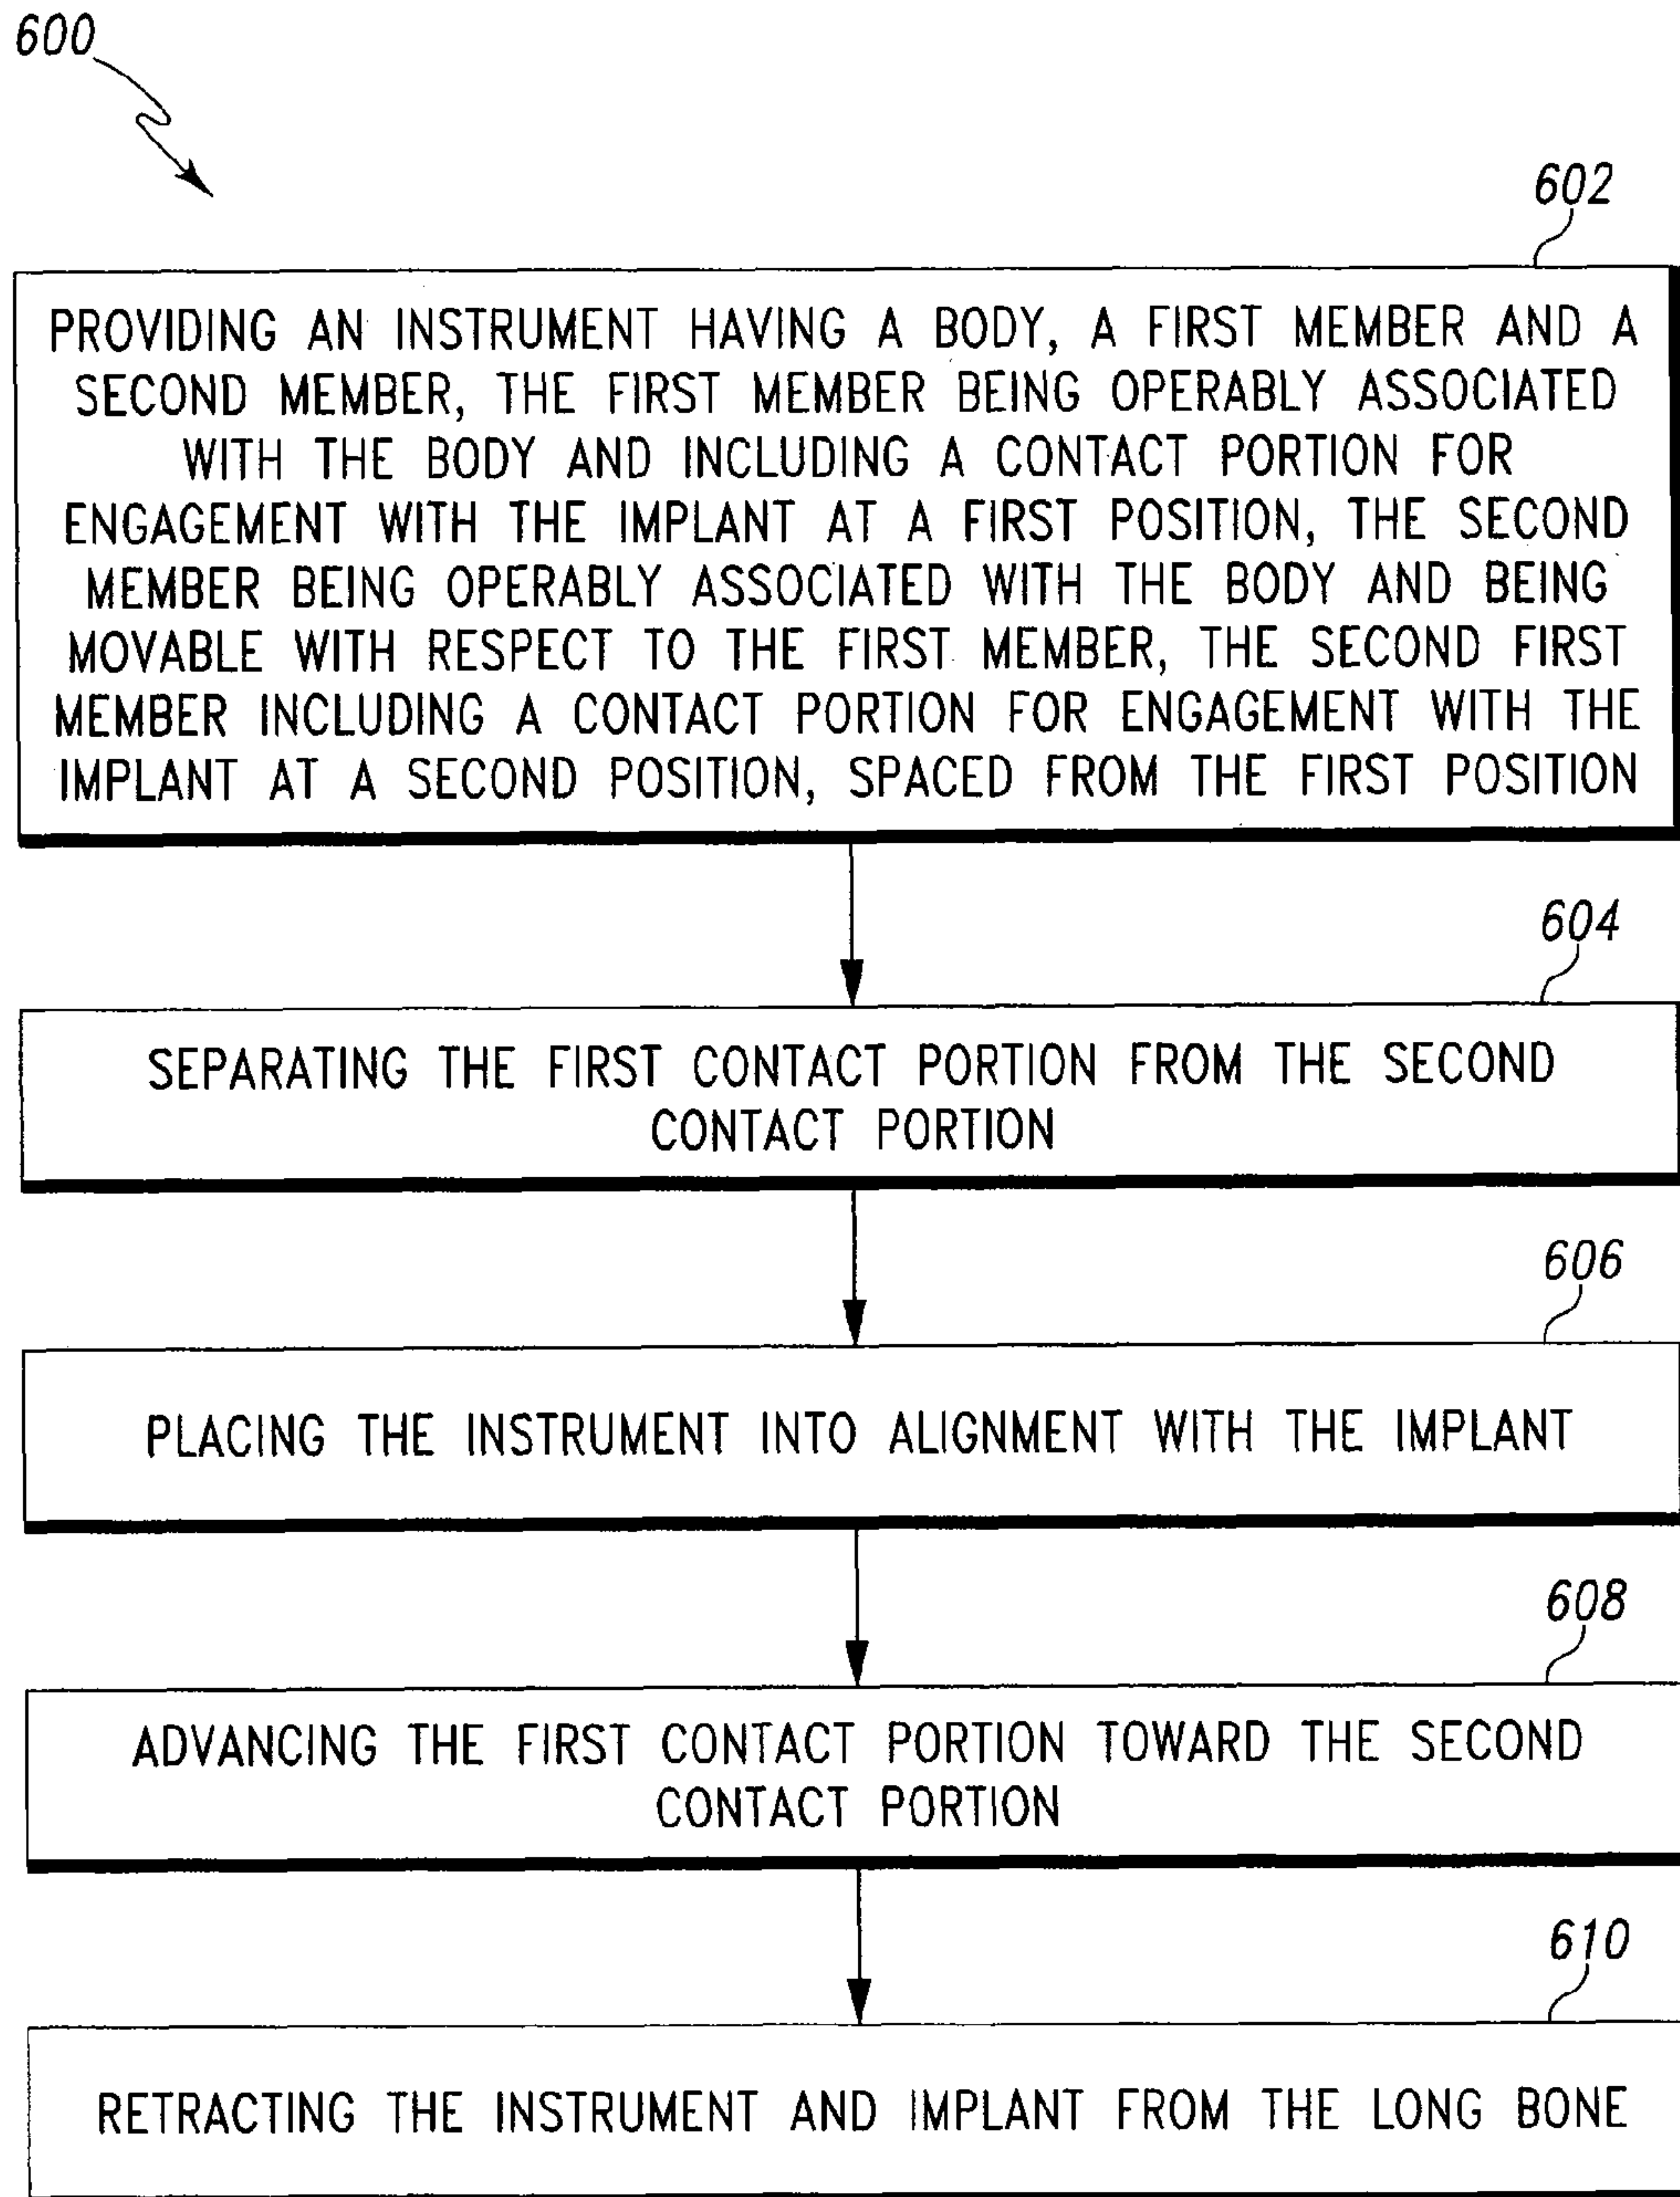 600
602
PROVIDING AN INSTRUMENT HAVING A BODY, A FIRST MEMBER AND A
SECOND MEMBER, THE FIRST MEMBER BEING OPERABLY ASSOCIATED
WITH THE BODY AND INCLUDING A CONTACT PORTION FOR
ENGAGEMENT WITH THE IMPLANT AT A FIRST POSITION, THE SECOND
MEMBER BEING OPERABLY ASSOCIATED WITH THE BODY AND BEING
MOVABLE WITH RESPECT TO THE FIRST MEMBER, THE SECOND FIRST
MEMBER INCLUDING A CONTACT PORTION FOR ENGAGEMENT WITH THE
IMPLANT AT A SECOND POSITION, SPACED FROM THE FIRST POSITION
604
SEPARATING THE FIRST CONTACT PORTION FROM THE SECOND
CONTACT PORTION
606
PLACING THE INSTRUMENT INTO ALIGNMENT WITH THE IMPLANT
608
ADVANCING THE FIRST CONTACT PORTION TOWARD THE SECOND
CONTACT PORTION
610
RETRACTING THE INSTRUMENT AND IMPLANT FROM THE LONG BONE